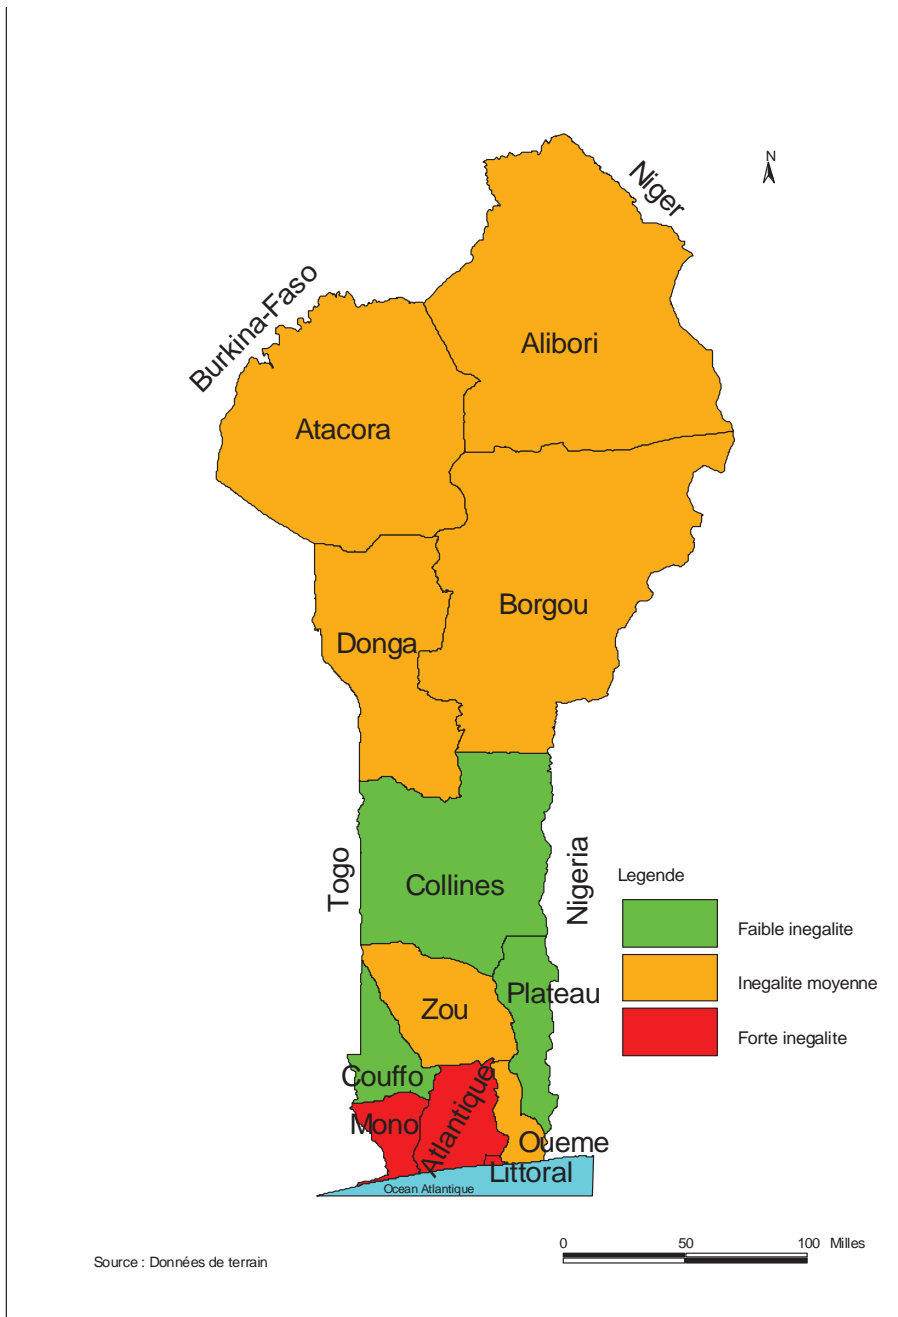 N
Niger
Burkina-Faso
Alibori
Atacora
Borgou
Donga
Togo
Collines
Nigeria
Legende
Faible inegalite
Inegalite moyenne
Forte inegalite
Plateau
Zou
Couffo
Mono
Atlantique
Oueme
Littoral
Ocean Atlantique
0 50 100 Milles
Source : Données de terrain